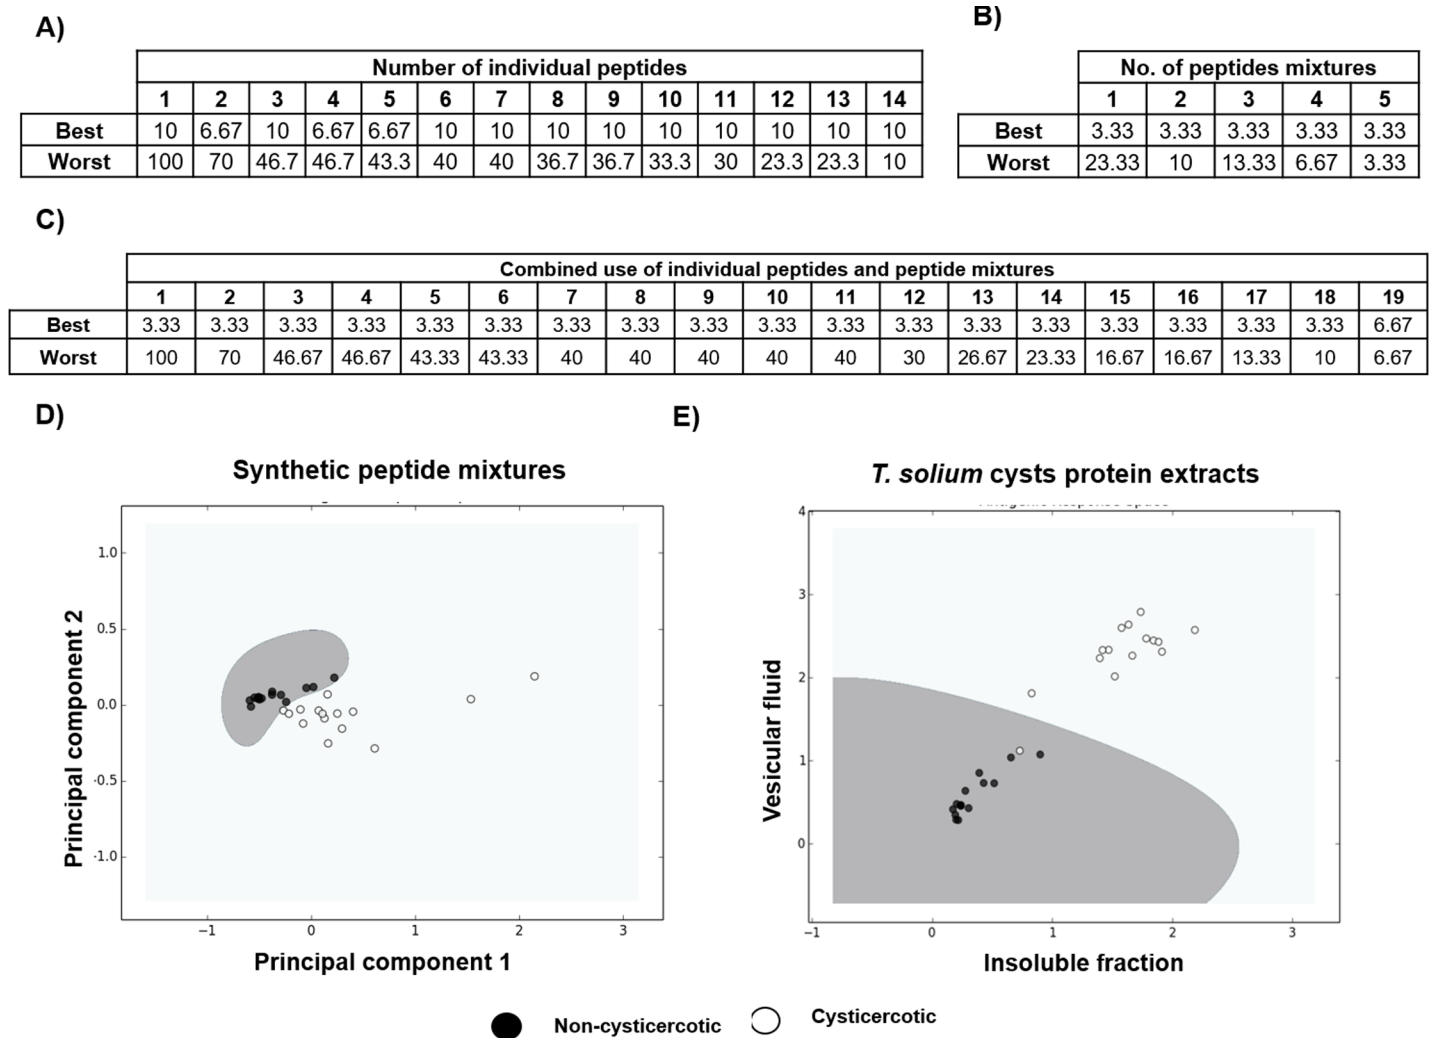 A)
Number of individual peptides
1 2 3 4 5 6 7 8 9 10 11 12 13 14
Best 10 6.67 10 6.67 6.67 10 10 10 10 10 10 10 10 10
Worst 100 70 46.7 46.7 43.3 40 40 36.7 36.7 33.3 30 23.3 23.3 10
B)
No. of peptides mixtures
1 2 3 4 5
Best 3.33 3.33 3.33 3.33 3.33
Worst 23.33 10 13.33 6.67 3.33
C)
Combined use of individual peptides and peptide mixtures
1 2 3 4 5 6 7 8 9 10 11 12 13 14 15 16 17 18 19
Best 3.33 3.33 3.33 3.33 3.33 3.33 3.33 3.33 3.33 3.33 3.33 3.33 3.33 3.33 3.33 3.33 3.33 3.33 6.67
Worst 100 70 46.67 46.67 43.33 43.33 40 40 40 40 40 30 26.67 23.33 16.67 16.67 13.33 10 6.67
D)
Synthetic peptide mixtures
1.0
0.5
0.0
-0.5
-1.0
Principal component 2
−1 0 1 2 3
Principal component 1
E)
T. solium cysts protein extracts
4
3
2
1
0
Vesicular fluid
−1 0 1 2 3
Insoluble fraction
Non-cysticercotic
Cysticercotic